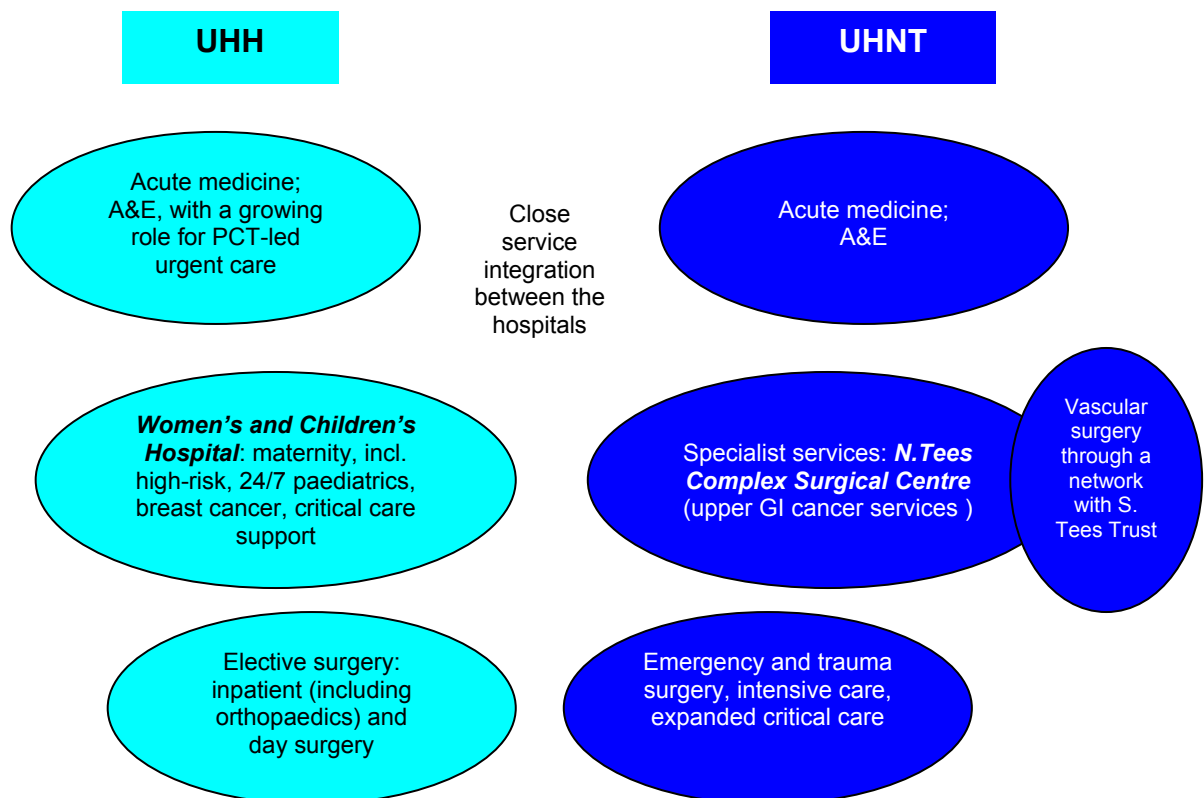 UHH
UHNT
Acute medicine;
A&E, with a growing
role for PCT-led
urgent care
Close
service
integration
between the
hospitals
Acute medicine;
A&E
Women's and Children's
Hospital: maternity, incl.
high-risk, 24/7 paediatrics,
breast cancer, critical care
support
Specialist services: N.Tees
Complex Surgical Centre
(upper GI cancer services )
Vascular
surgery
through a
network
with S.
Tees Trust
Elective surgery:
inpatient (including
orthopaedics) and
day surgery
Emergency and trauma
surgery, intensive care,
expanded critical care